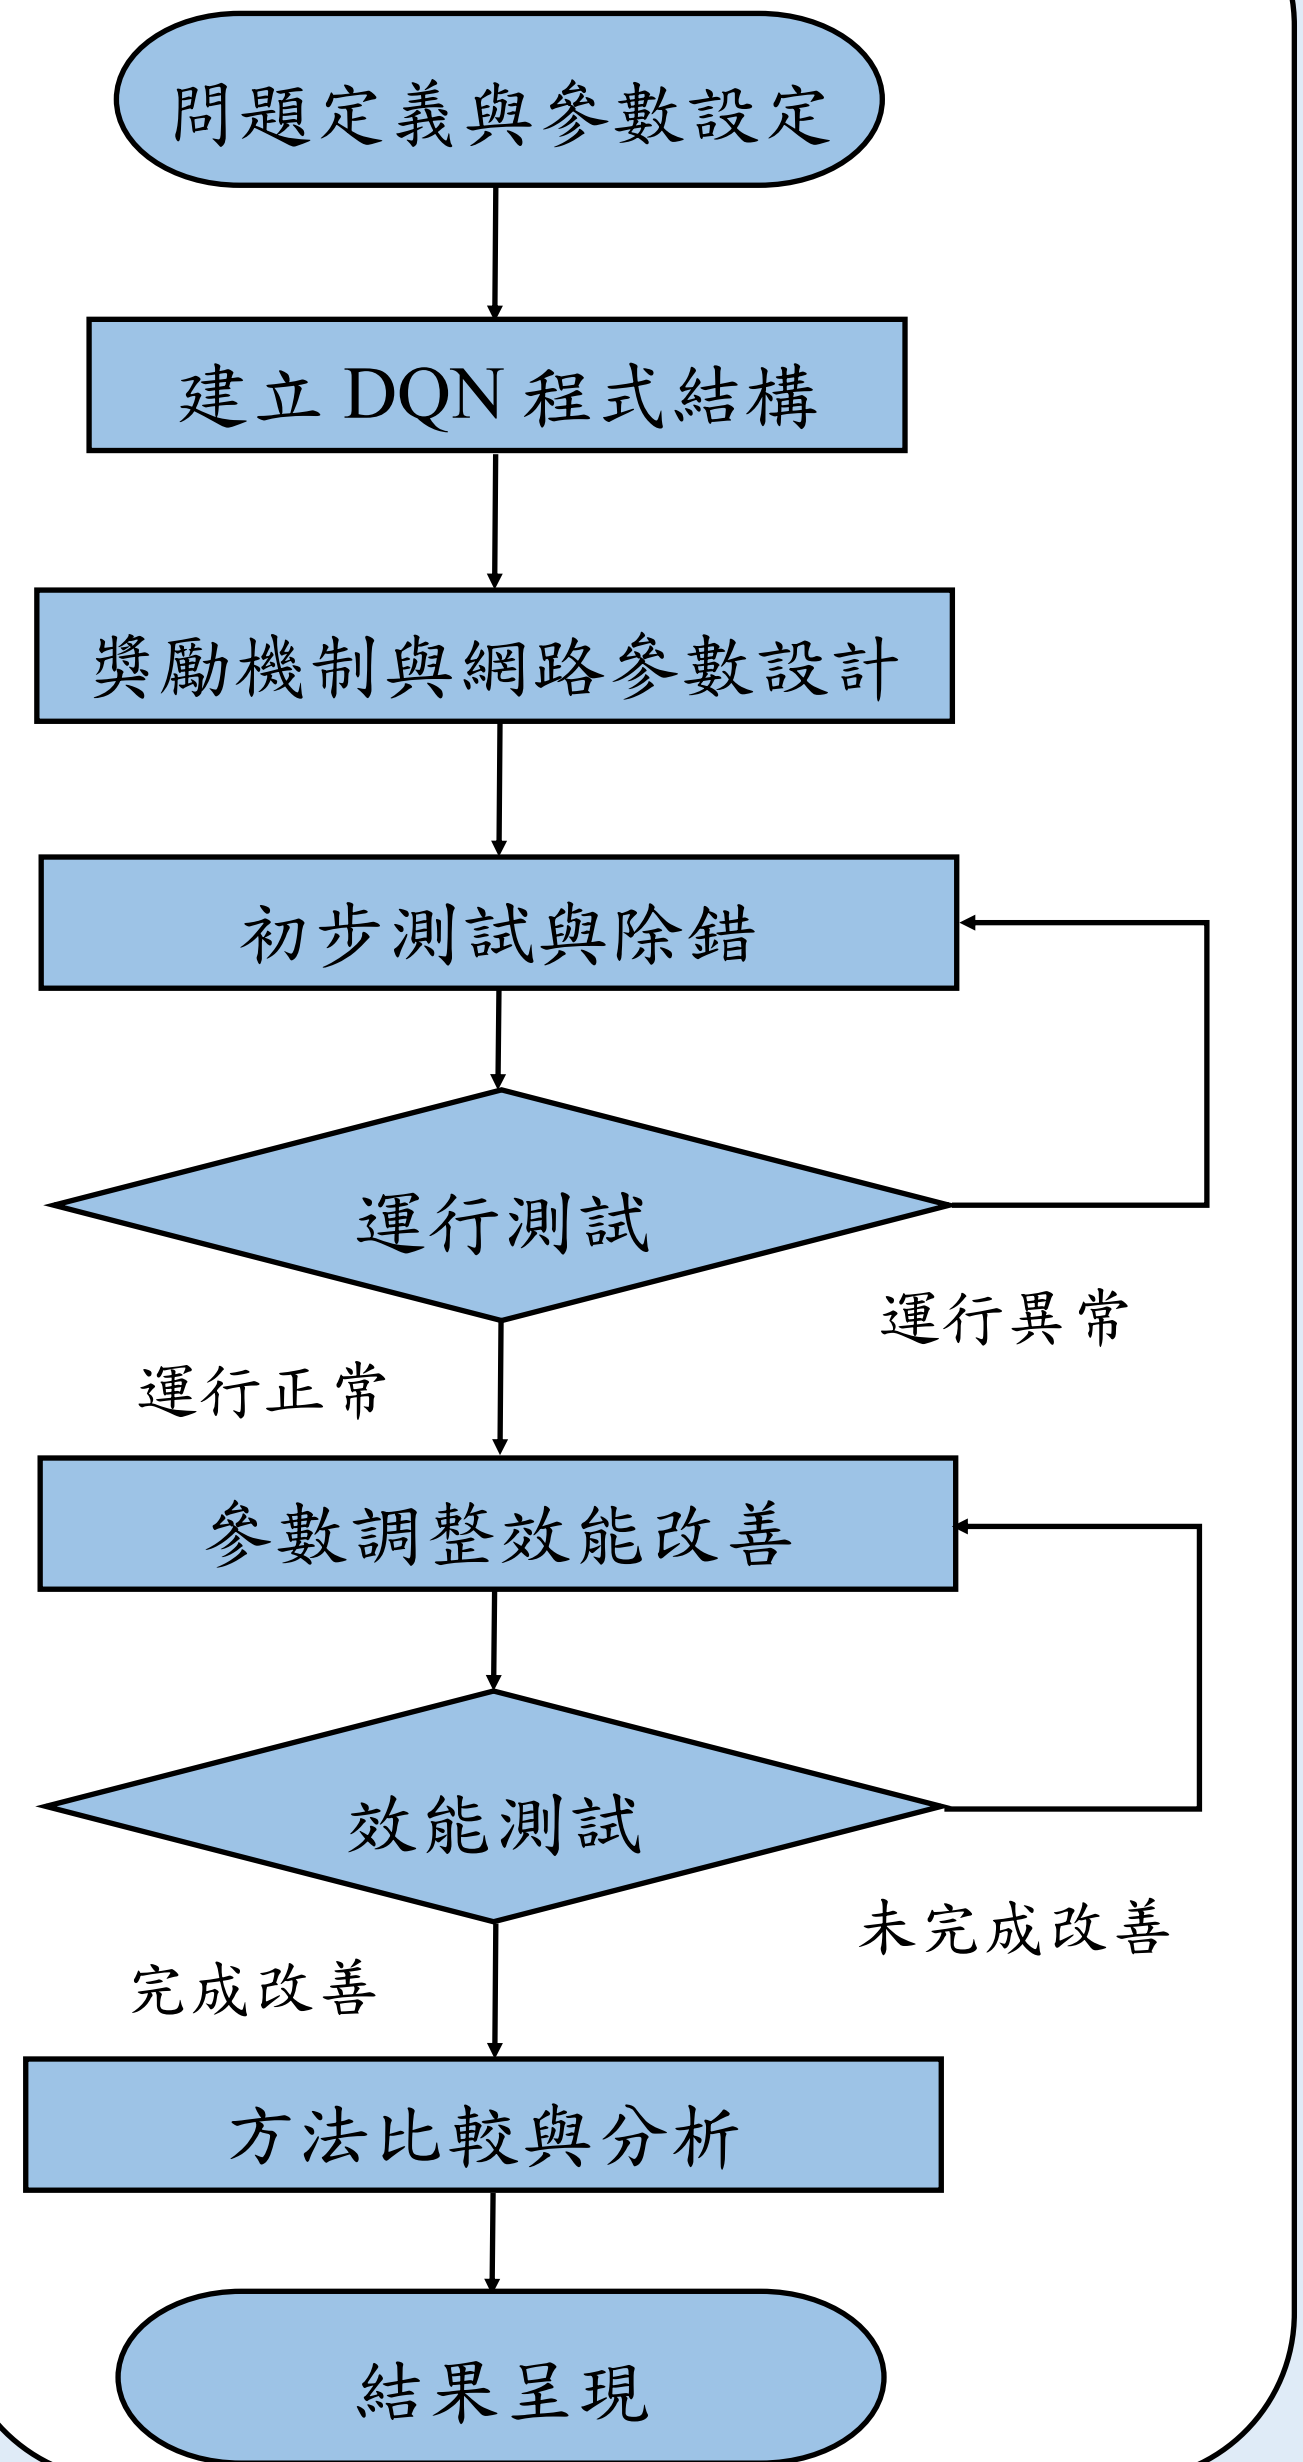 問題定義與參數設定
建立 DQN 程式結構
獎勵機制與網路參數設計
初步測試與除錯
運行測試
運行異常
運行正常
參數調整效能改善
效能測試
未完成改善
完成改善
方法比較與分析
結果呈現